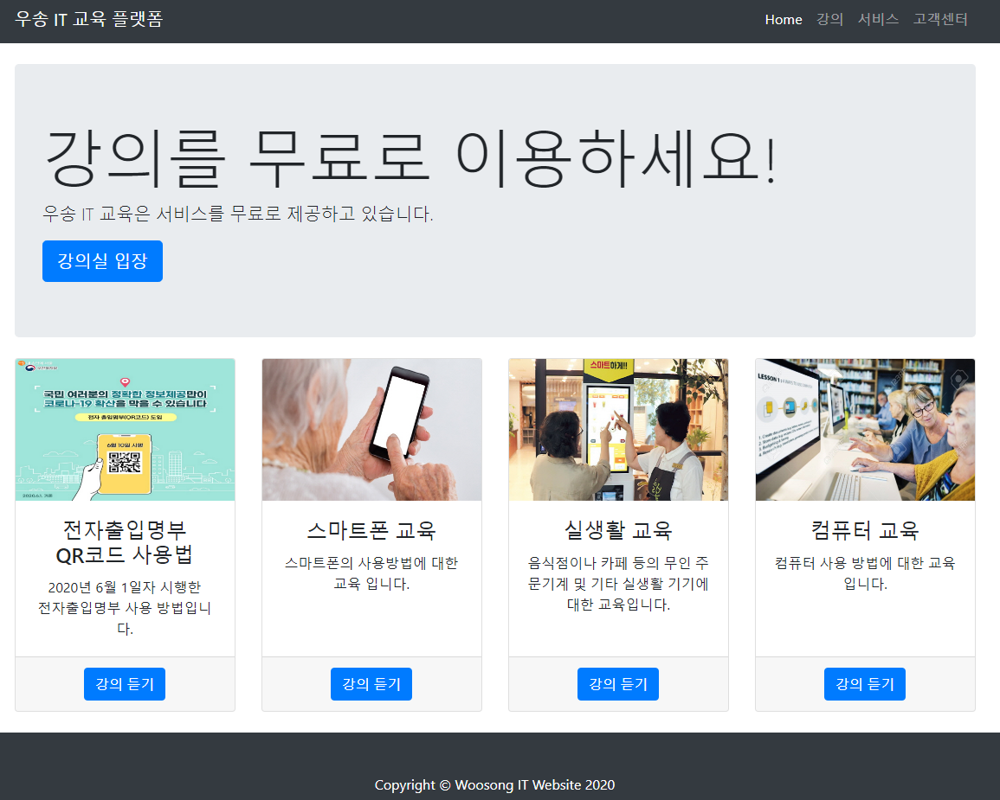 우송 IT 교육 플랫폼
Home 강의 서비스 고객센터
강의를 무료로 이용하세요!
우송 IT 교육은 서비스를 무료로 제공하고 있습니다.
강의실 입장
국민 여러분의 정확한 정보제공만이
코로나-19 확산을 막을 수 있습니다
전자 출입명부(QR코드) 도입
6월 10일 시행
전자출입명부
QR코드 사용법
2020년 6월 1일자 시행한
전자출입명부 사용 방법입니
다.
강의 듣기
스마트폰 교육
스마트폰의 사용방법에 대한
교육 입니다.
강의 듣기
스마트하게!!
실생활 교육
음식점이나 카페 등의 무인 주
문기계 및 기타 실생활 기기에
대한 교육입니다.
강의 듣기
LESSON 1 :
컴퓨터 교육
컴퓨터 사용 방법에 대한 교육
입니다.
강의 듣기
Copyright © Woosong IT Website 2020